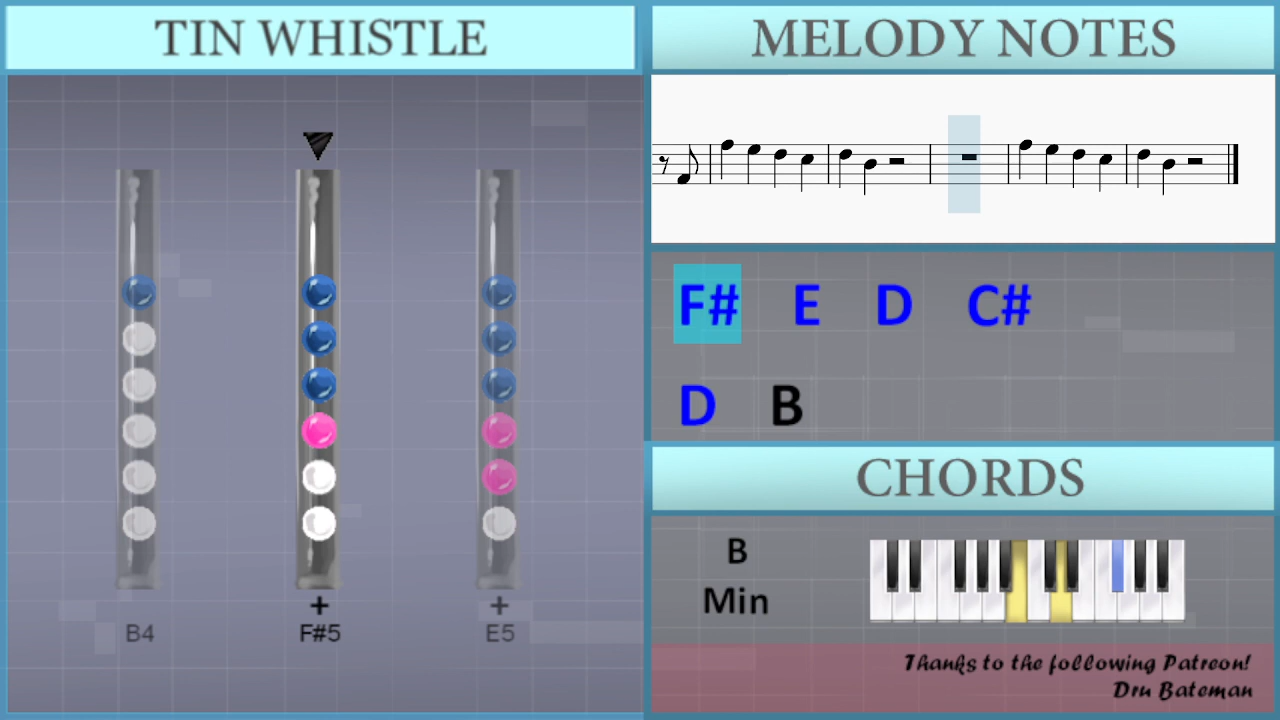 TIN WHISTLE
+
+
B4
F#5
E5
MELODY NOTES
F# E D C#
D B
CHORDS
B
Min
Thanks to the following Patreon!
Dru Bateman